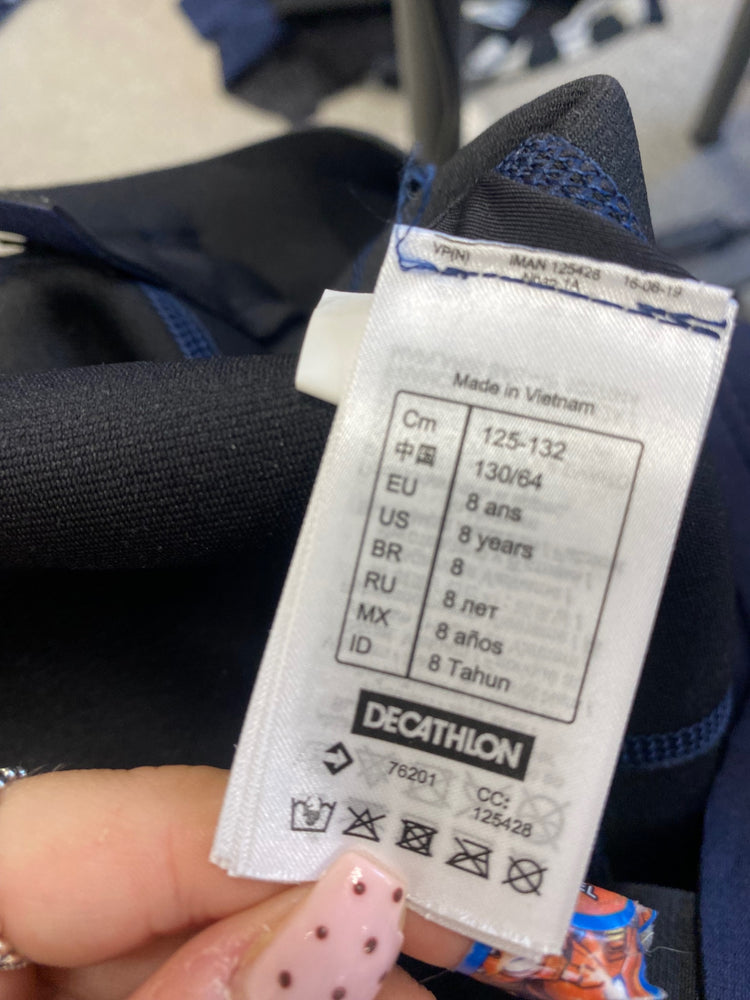 VP(N) IMAN 125428 16-08-19
Made in Vietnam
Cm 125-132
中国 130/64
EU 8 ans
US 8 years
BR 8
RU 8 лет
MX 8 años
ID 8 Tahun
DECATHLON
76201 CC:
125428